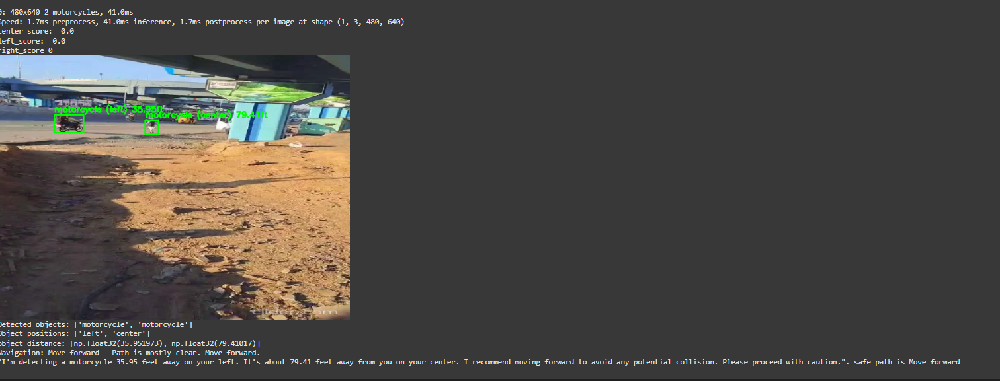 0: 480x640 2 motorcycles, 41.0ms
Speed: 1.7ms preprocess, 41.0ms inference, 1.7ms postprocess per image at shape (1, 3, 480, 640)
center score:  0.0
left_score:  0.0
right_score 0
motorcycle (left) 35.95ft
motorcycle (center) 79.41ft
clideo.com
Detected objects: ['motorcycle', 'motorcycle']
Object positions: ['left', 'center']
object distance: [np.float32(35.951973), np.float32(79.41017)]
Navigation: Move forward - Path is mostly clear. Move forward.
"I'm detecting a motorcycle 35.95 feet away on your left. It's about 79.41 feet away from you on your center. I recommend moving forward to avoid any potential collision. Please proceed with caution.". safe path is Move forward